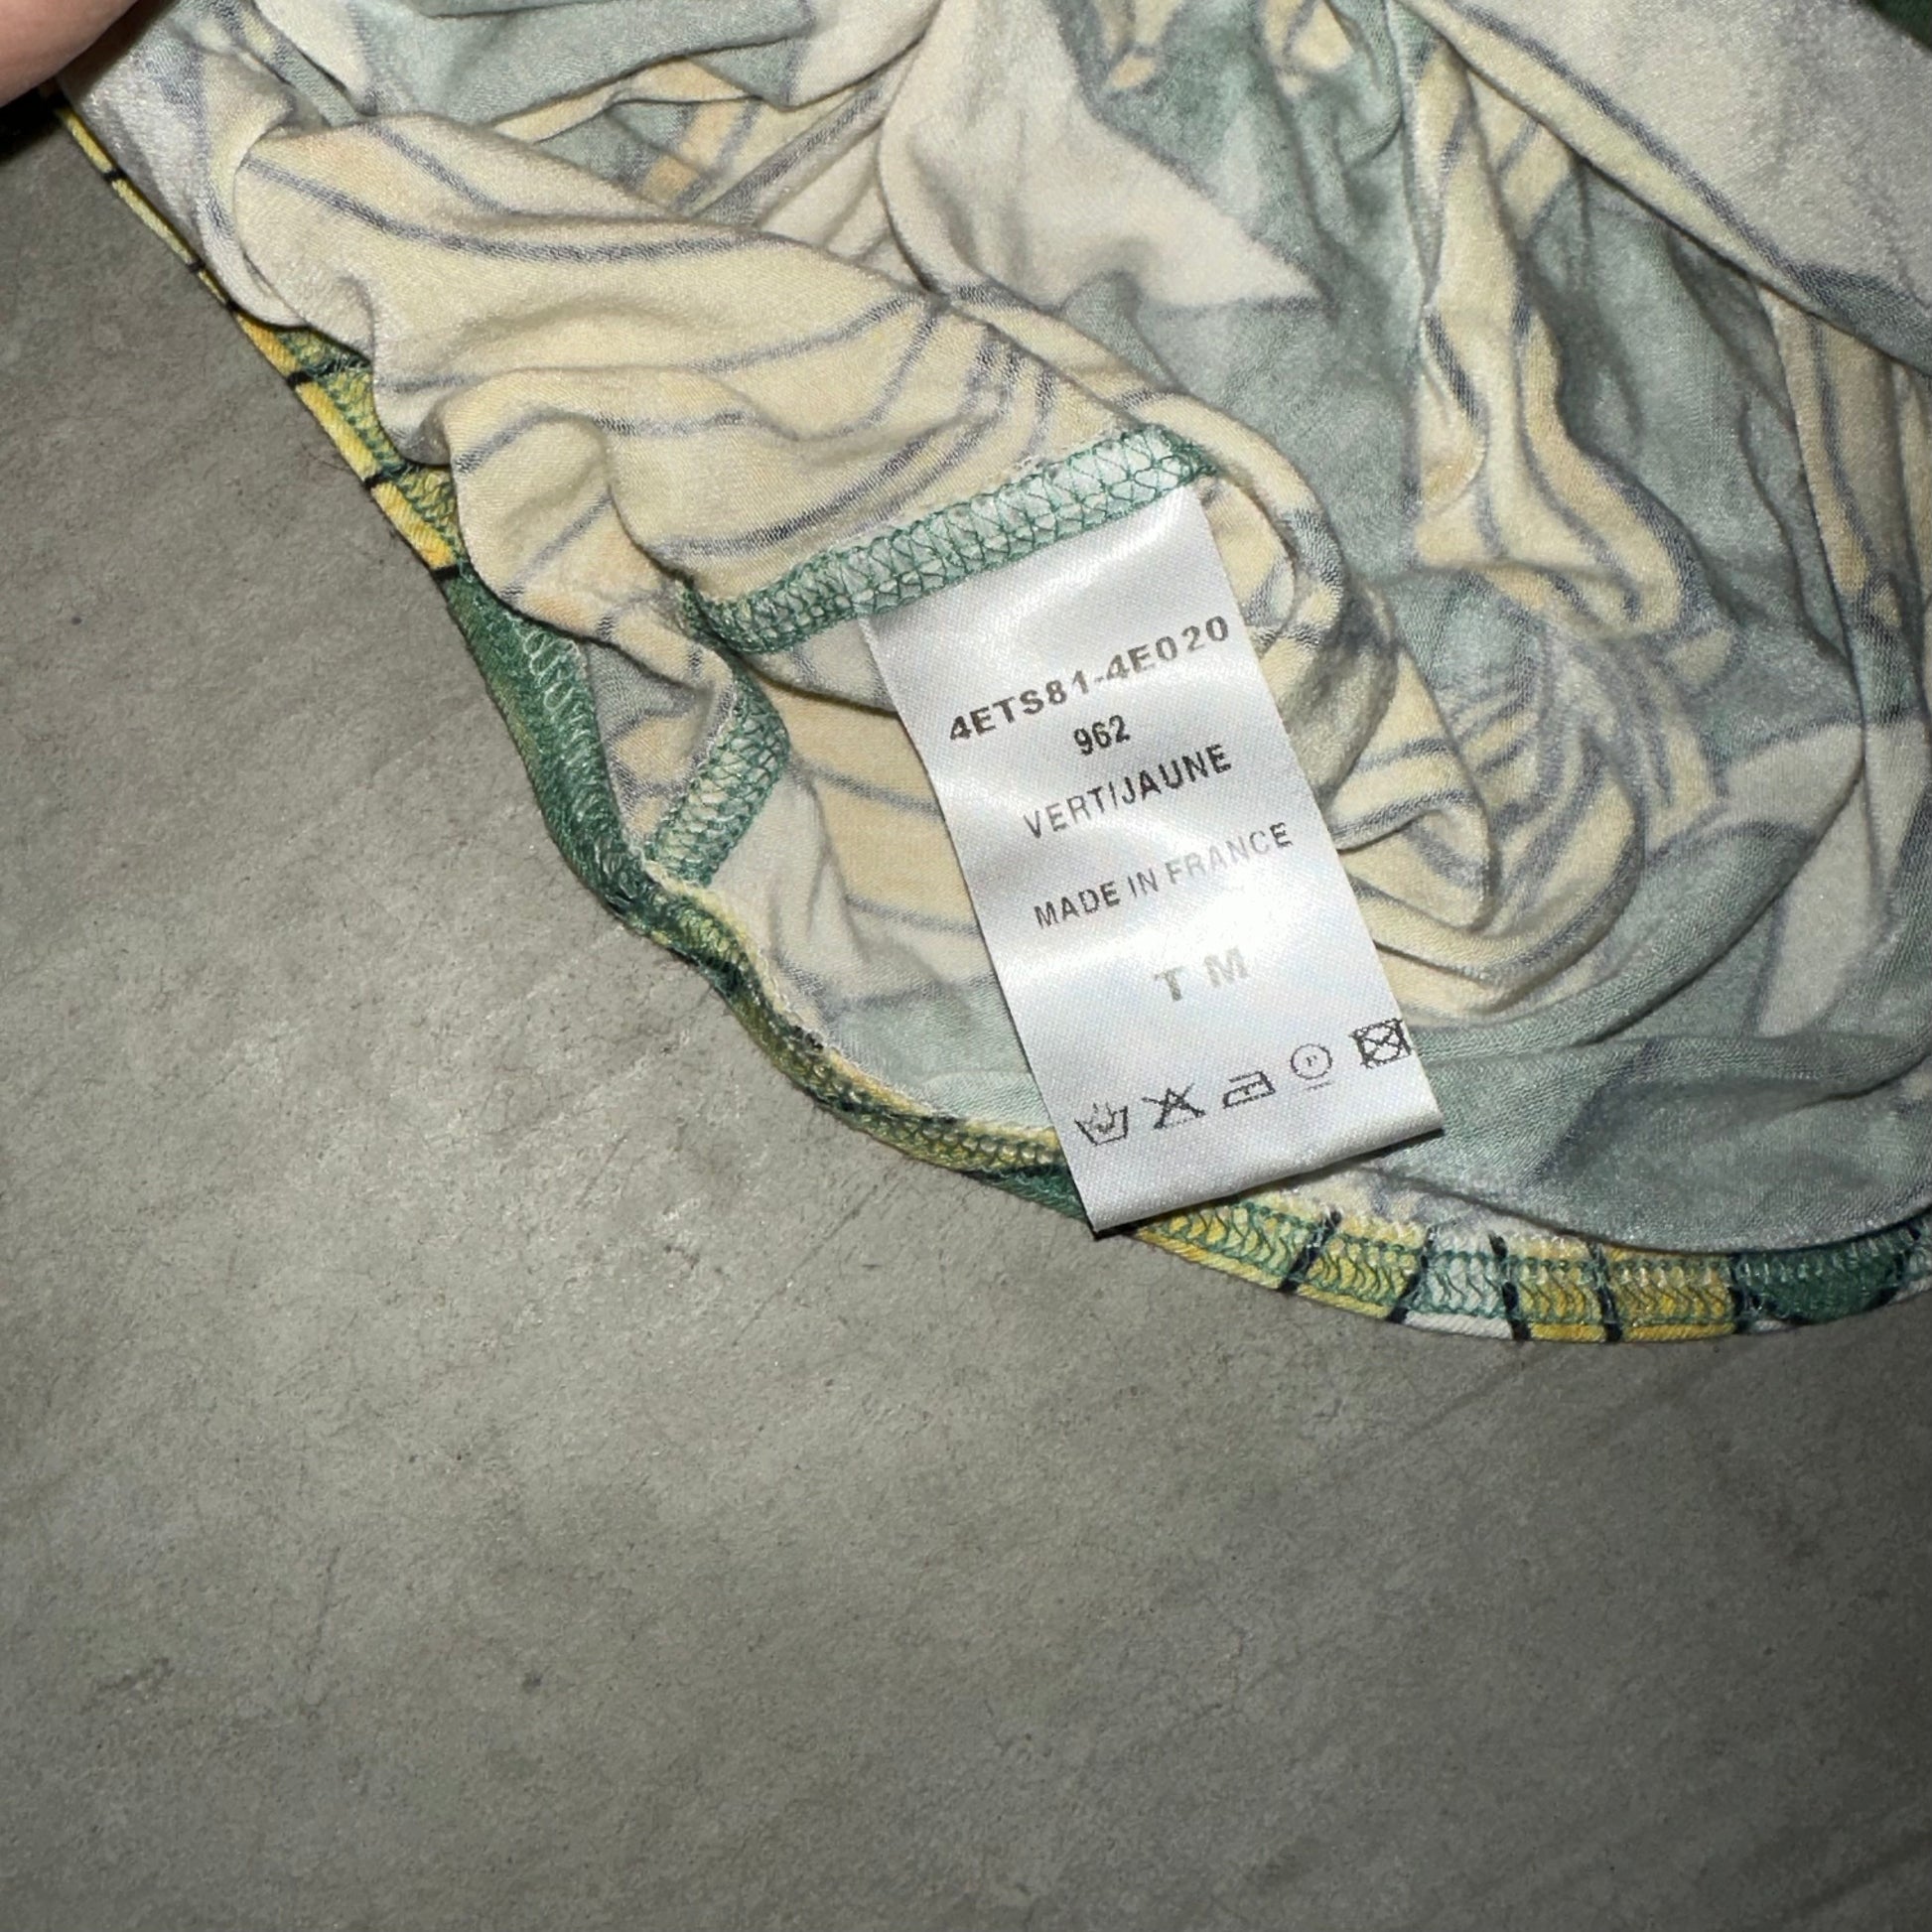 4ETS81-4E020
962
VERT/JAUNE
MADE IN FRANCE
T M